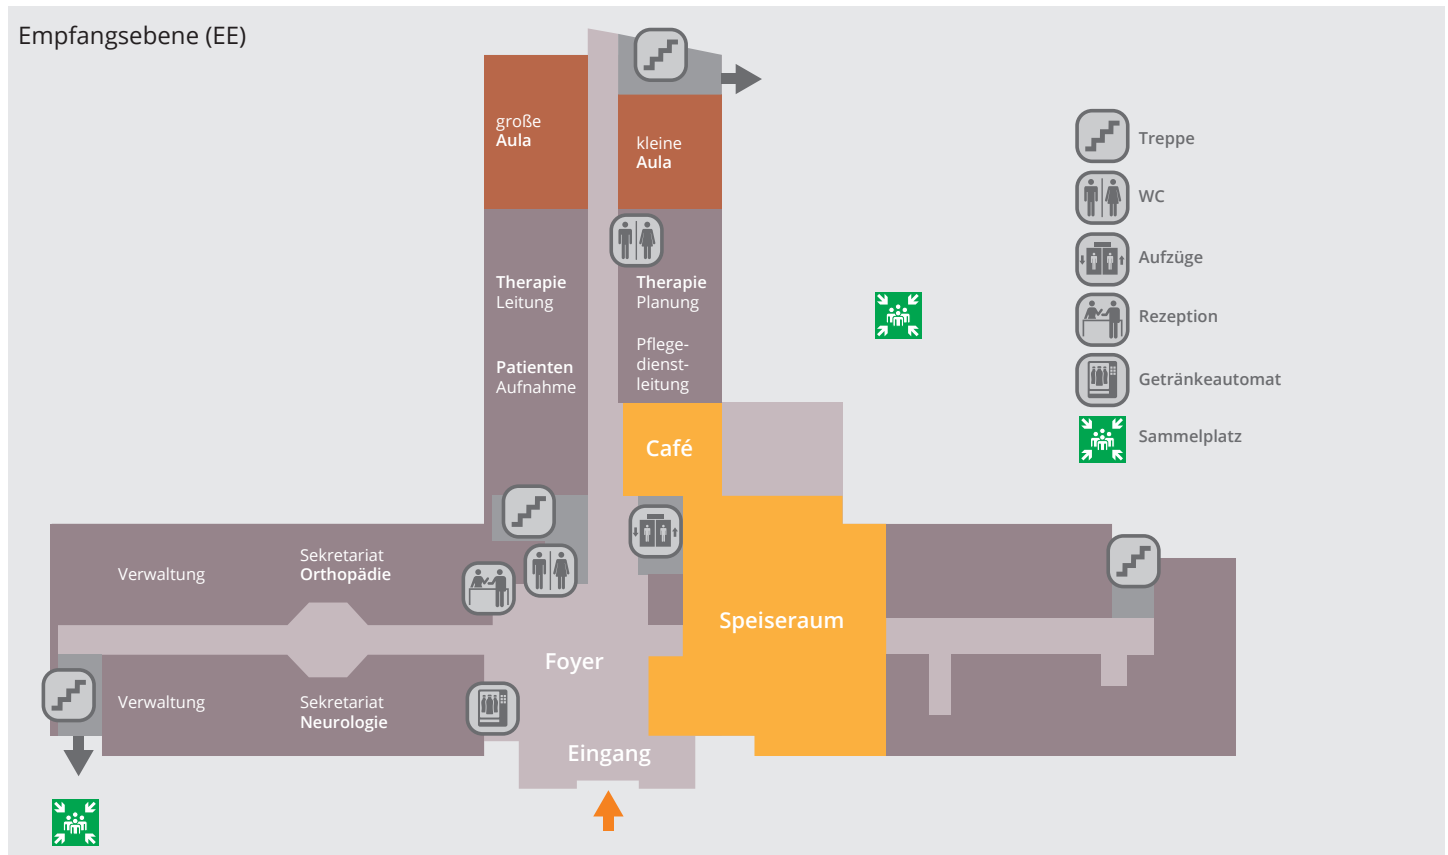 Empfangsebene (EE)
große
Aula
kleine
Aula
Therapie
Leitung
Therapie
Planung
Patienten
Aufnahme
Pflege-
dienst-
leitung
Café
Sekretariat
Orthopädie
Verwaltung
Speiseraum
Foyer
Verwaltung
Sekretariat
Neurologie
Eingang
Treppe
WC
Aufzüge
Rezeption
Getränkeautomat
Sammelplatz